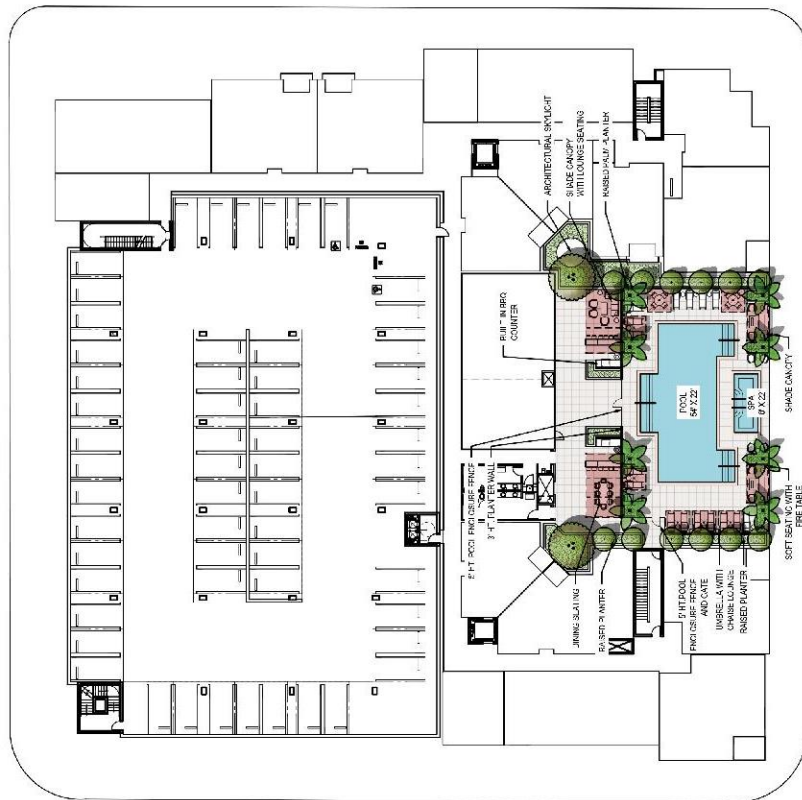 ARCHITECTURAL SKYLIGHT
SHADE CANOPY
WITH LOUNGE SEATING
RAISED PALM PLANTER
BUILT IN BBQ
COUNTER
5' HT. POOL ENCLOSURE FENCE
3' HT. PLANTER WALL
DINING SEATING
RAISED PLANTER
5' HT. POOL
ENCLOSURE FENCE
AND GATE
UMBRELLA WITH
CHAISE LOUNGE
RAISED PLANTER
SOFT SEATING WITH
FIRE TABLE
SHADE CANOPY
POOL
54' X 22'
SPA
8' X 22'